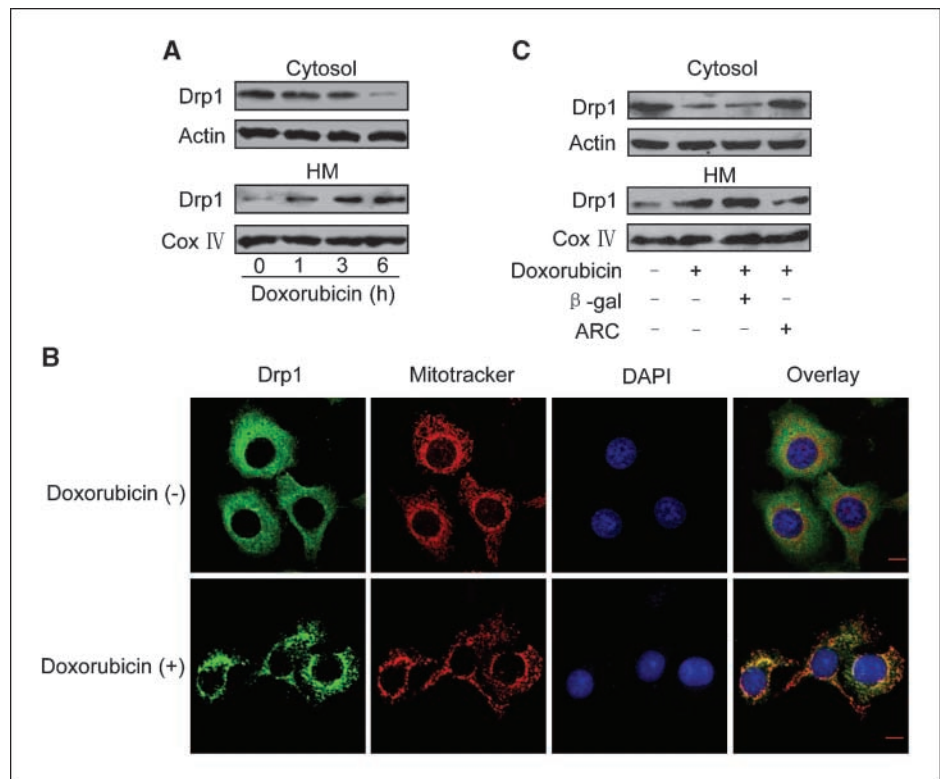 A
Cytosol
Drp1
Actin
HM
Drp1
Cox Ⅳ
0 1 3 6
Doxorubicin (h)
C
Cytosol
Drp1
Actin
HM
Drp1
Cox Ⅳ
Doxorubicin − + + +
β-gal − − + −
ARC − − − +
B
Drp1 Mitotracker DAPI Overlay
Doxorubicin (-)
Doxorubicin (+)